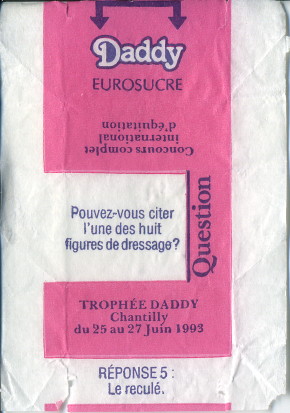 Daddy
EUROSUCRE
Concours complet
international
d'équitation
Question
Pouvez-vous citer
l'une des huit
figures de dressage?
TROPHÉE DADDY
Chantilly
du 25 au 27 Juin 1993
RÉPONSE 5 :
Le reculé.